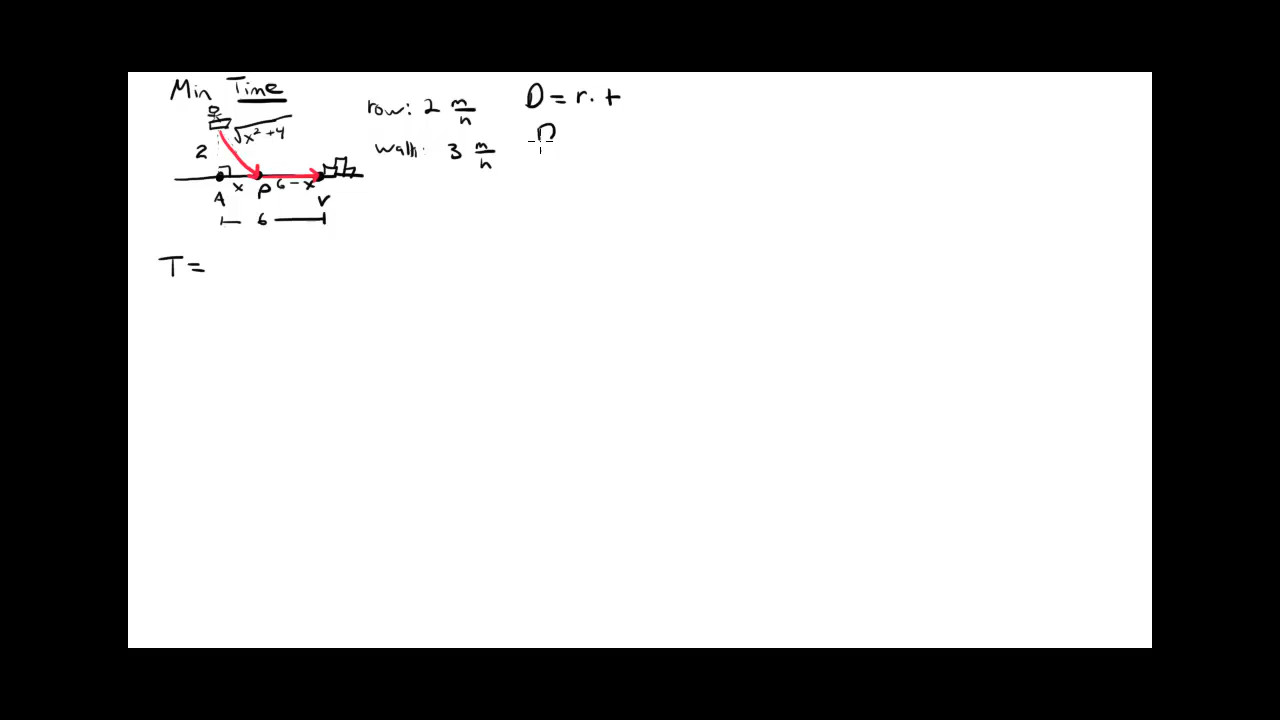 Min Time
√x²+4
2
x P 6-x
A V
6
row: 2 m/h
walk: 3 m/h
D = r. t
D
T =